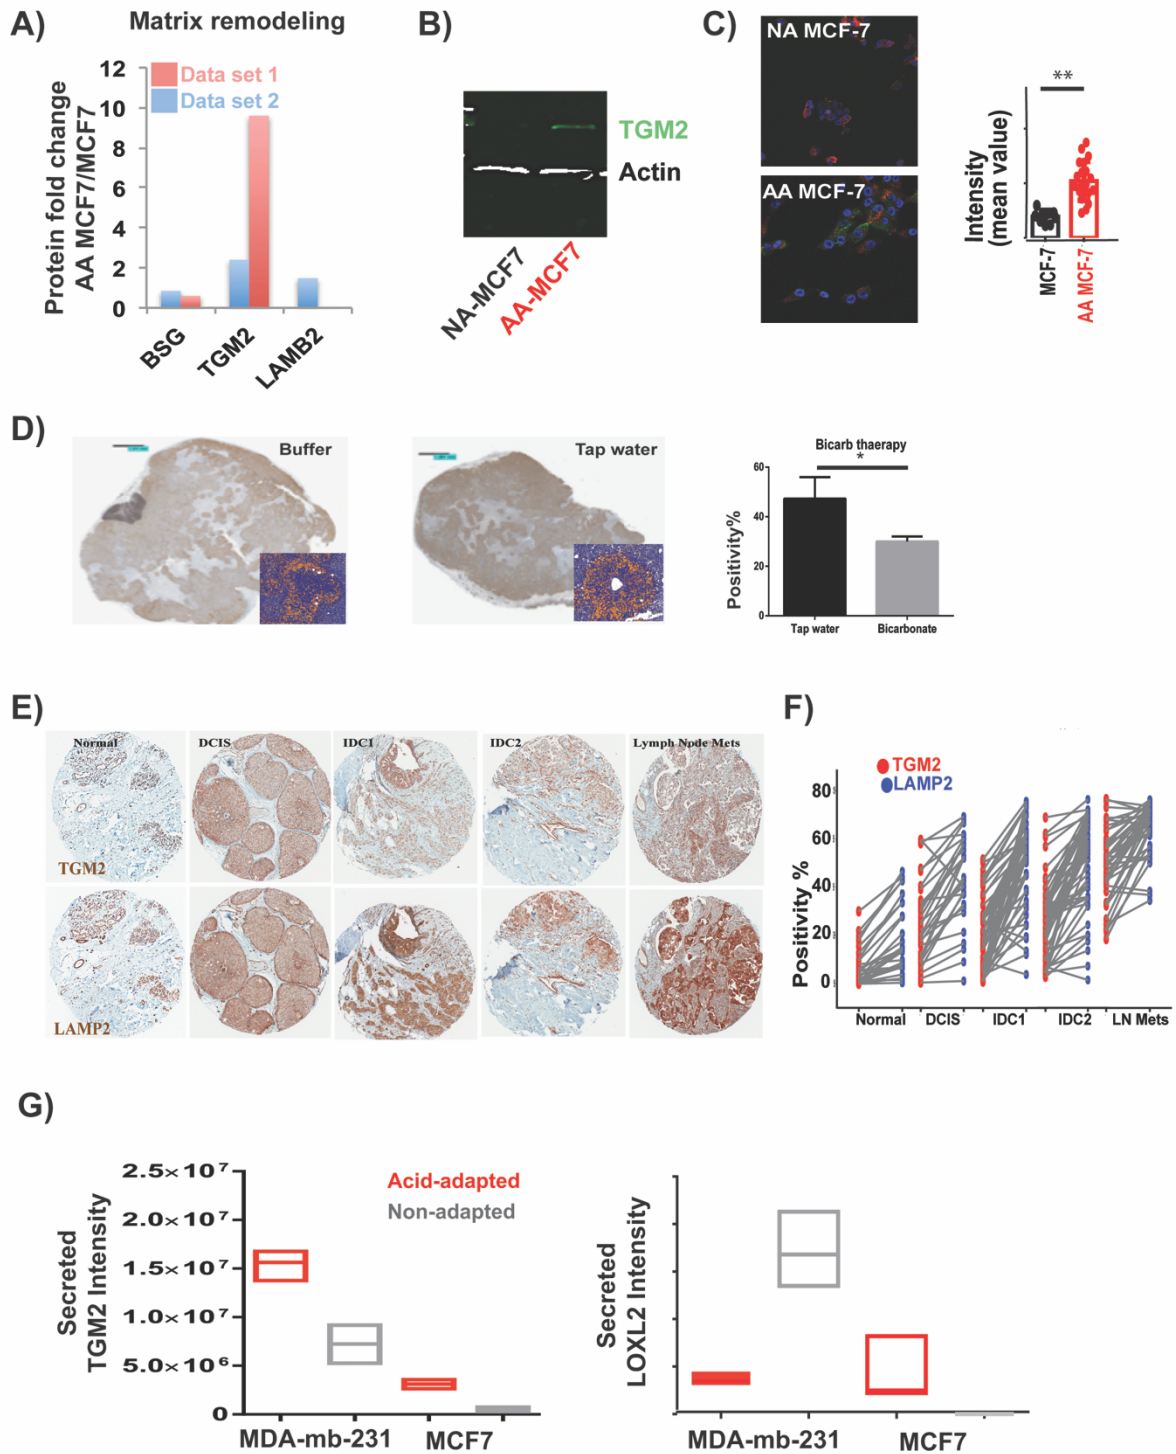 A)
Matrix remodeling
Protein fold change
AA MCF7/MCF7
12
10
8
6
4
2
0
Data set 1
Data set 2
BSG
TGM2
LAMB2
B)
TGM2
Actin
NA-MCF7
AA-MCF7
C)
NA MCF-7
AA MCF-7
**
Intensity
(mean value)
MCF-7
AA MCF-7
D)
Buffer
Tap water
Bicarb thaerapy
*
Positivity%
60
40
20
0
Tap water
Bicarbonate
E)
Normal
DCIS
IDC1
IDC2
Lymph Node Mets
TGM2
LAMP2
F)
TGM2
LAMP2
Positivity %
80
60
40
20
0
Normal
DCIS
IDC1
IDC2
LN Mets
G)
Secreted
TGM2 Intensity
2.5× 10⁷
2.0× 10⁷
1.5× 10⁷
1.0× 10⁷
5.0× 10⁶
0
Acid-adapted
Non-adapted
MDA-mb-231
MCF7
Secreted
LOXL2 Intensity
MDA-mb-231
MCF7